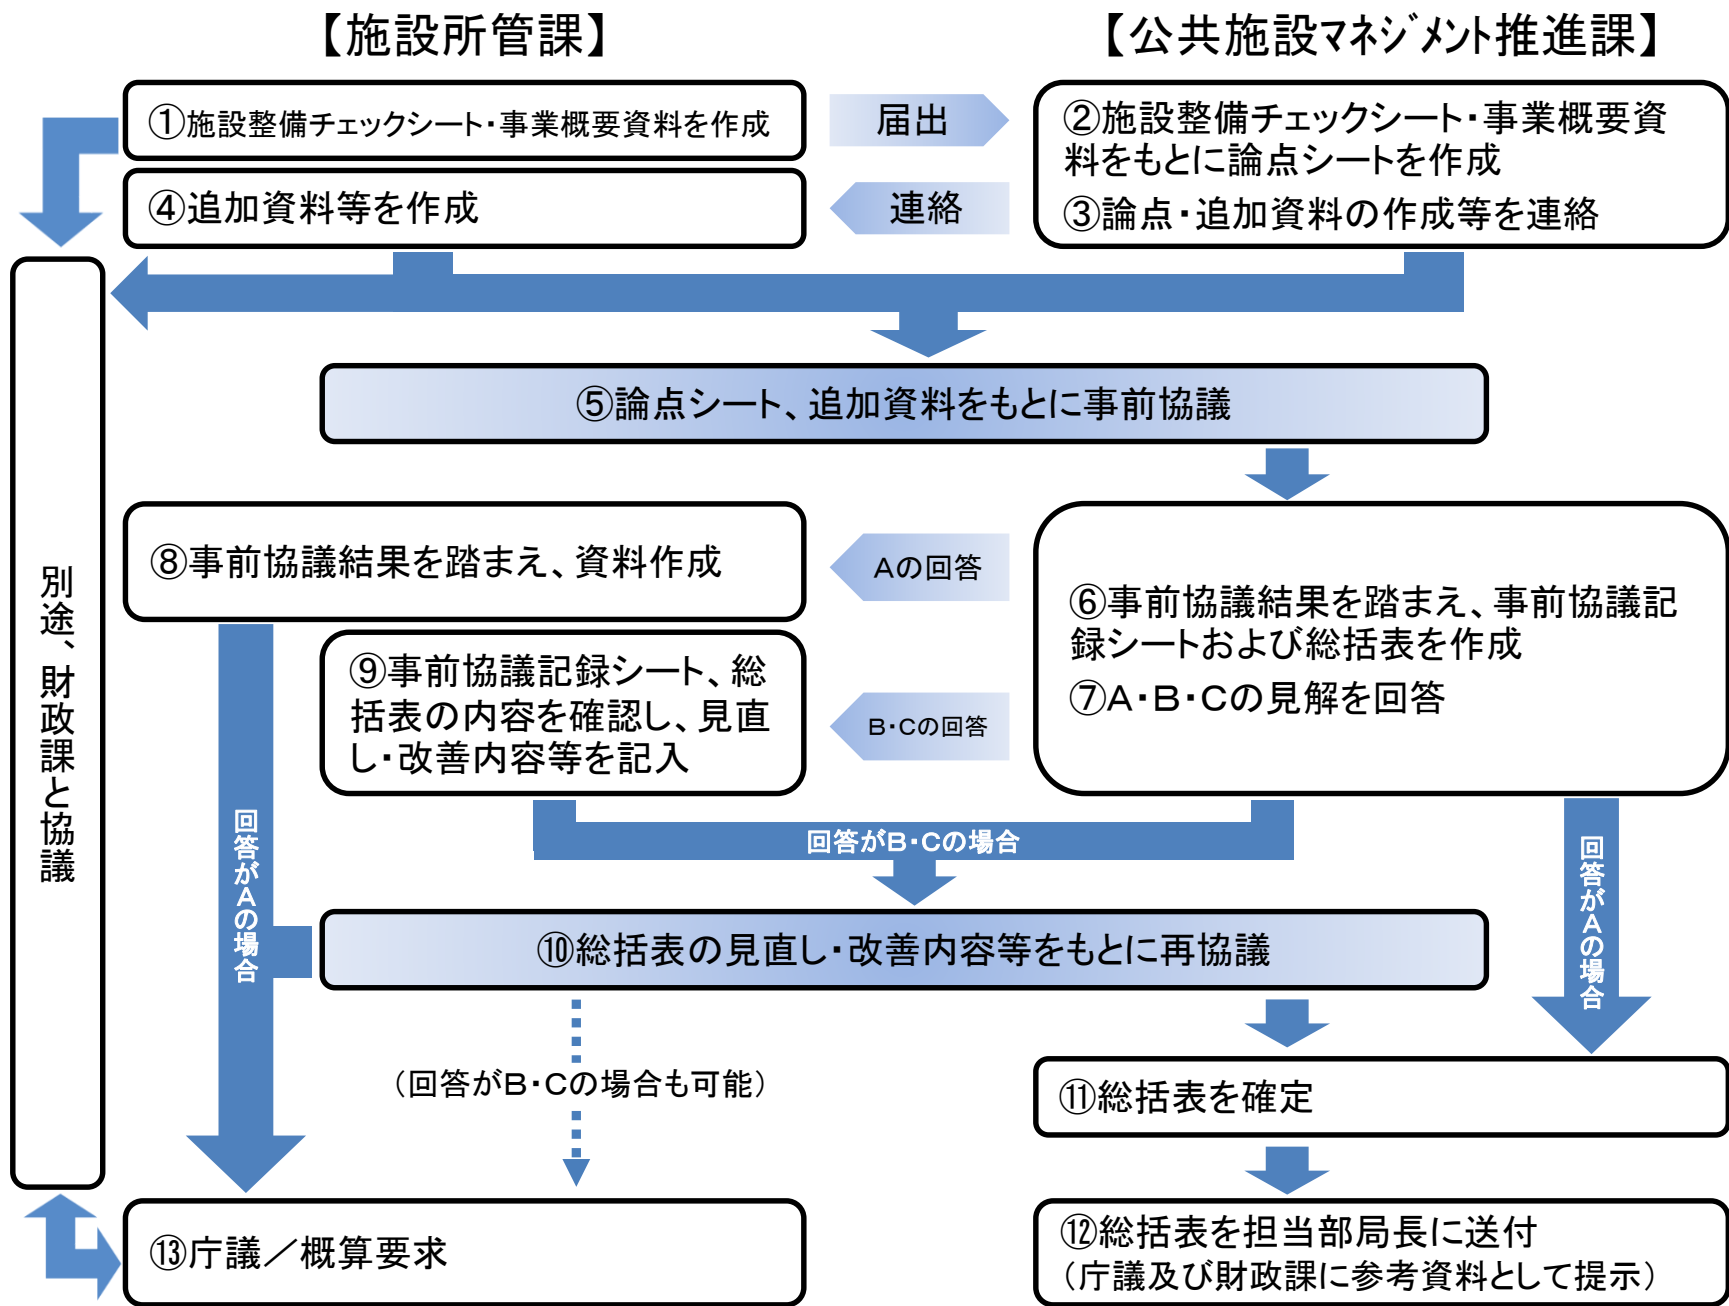 【施設所管課】
【公共施設マネジメント推進課】
①施設整備チェックシート・事業概要資料を作成
届出
②施設整備チェックシート・事業概要資
料をもとに論点シートを作成
③論点・追加資料の作成等を連絡
④追加資料等を作成
連絡
別途、財政課と協議
⑤論点シート、追加資料をもとに事前協議
⑧事前協議結果を踏まえ、資料作成
Aの回答
⑥事前協議結果を踏まえ、事前協議記
録シートおよび総括表を作成
⑦A・B・Cの見解を回答
⑨事前協議記録シート、総
括表の内容を確認し、見直
し・改善内容等を記入
B・Cの回答
回答がAの場合
回答がB・Cの場合
回答がAの場合
⑩総括表の見直し・改善内容等をもとに再協議
（回答がB・Cの場合も可能）
⑪総括表を確定
⑬庁議／概算要求
⑫総括表を担当部局長に送付
（庁議及び財政課に参考資料として提示）